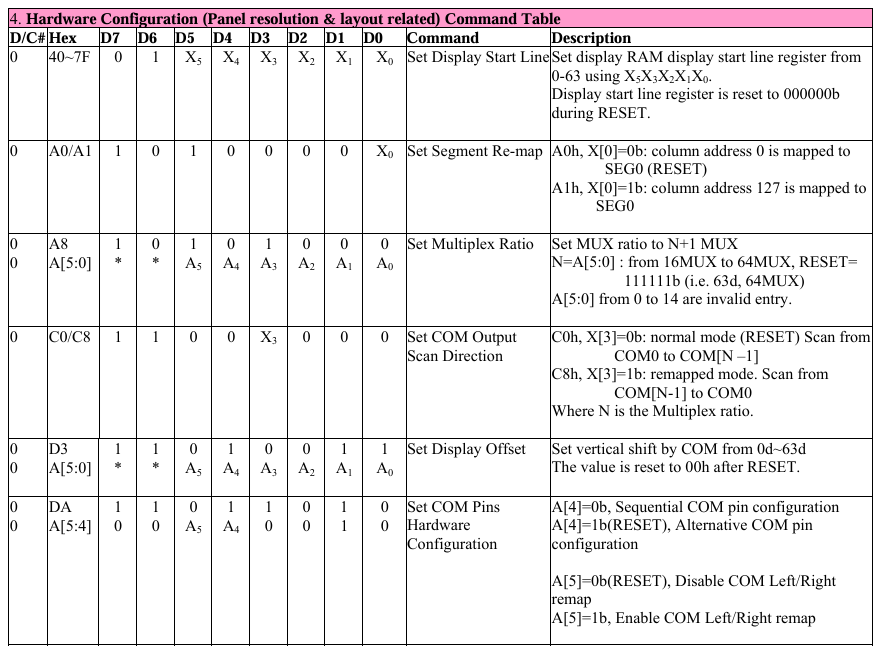 4. Hardware Configuration (Panel resolution & layout related) Command Table
D/C# Hex D7 D6 D5 D4 D3 D2 D1 D0 Command Description
0 40~7F 0 1 X5 X4 X3 X2 X1 X0 Set Display Start Line Set display RAM display start line register from
0-63 using X5X3X2X1X0.
Display start line register is reset to 000000b
during RESET.
0 A0/A1 1 0 1 0 0 0 0 X0 Set Segment Re-map A0h, X[0]=0b: column address 0 is mapped to
SEG0 (RESET)
A1h, X[0]=1b: column address 127 is mapped to
SEG0
0 A8 1 0 1 0 1 0 0 0 Set Multiplex Ratio Set MUX ratio to N+1 MUX
0 A[5:0] * * A5 A4 A3 A2 A1 A0 N=A[5:0] : from 16MUX to 64MUX, RESET=
111111b (i.e. 63d, 64MUX)
A[5:0] from 0 to 14 are invalid entry.
0 C0/C8 1 1 0 0 X3 0 0 0 Set COM Output C0h, X[3]=0b: normal mode (RESET) Scan from
Scan Direction COM0 to COM[N –1]
C8h, X[3]=1b: remapped mode. Scan from
COM[N-1] to COM0
Where N is the Multiplex ratio.
0 D3 1 1 0 1 0 0 1 1 Set Display Offset Set vertical shift by COM from 0d~63d
0 A[5:0] * * A5 A4 A3 A2 A1 A0 The value is reset to 00h after RESET.
0 DA 1 1 0 1 1 0 1 0 Set COM Pins A[4]=0b, Sequential COM pin configuration
0 A[5:4] 0 0 A5 A4 0 0 1 0 Hardware A[4]=1b(RESET), Alternative COM pin
Configuration configuration
A[5]=0b(RESET), Disable COM Left/Right
remap
A[5]=1b, Enable COM Left/Right remap